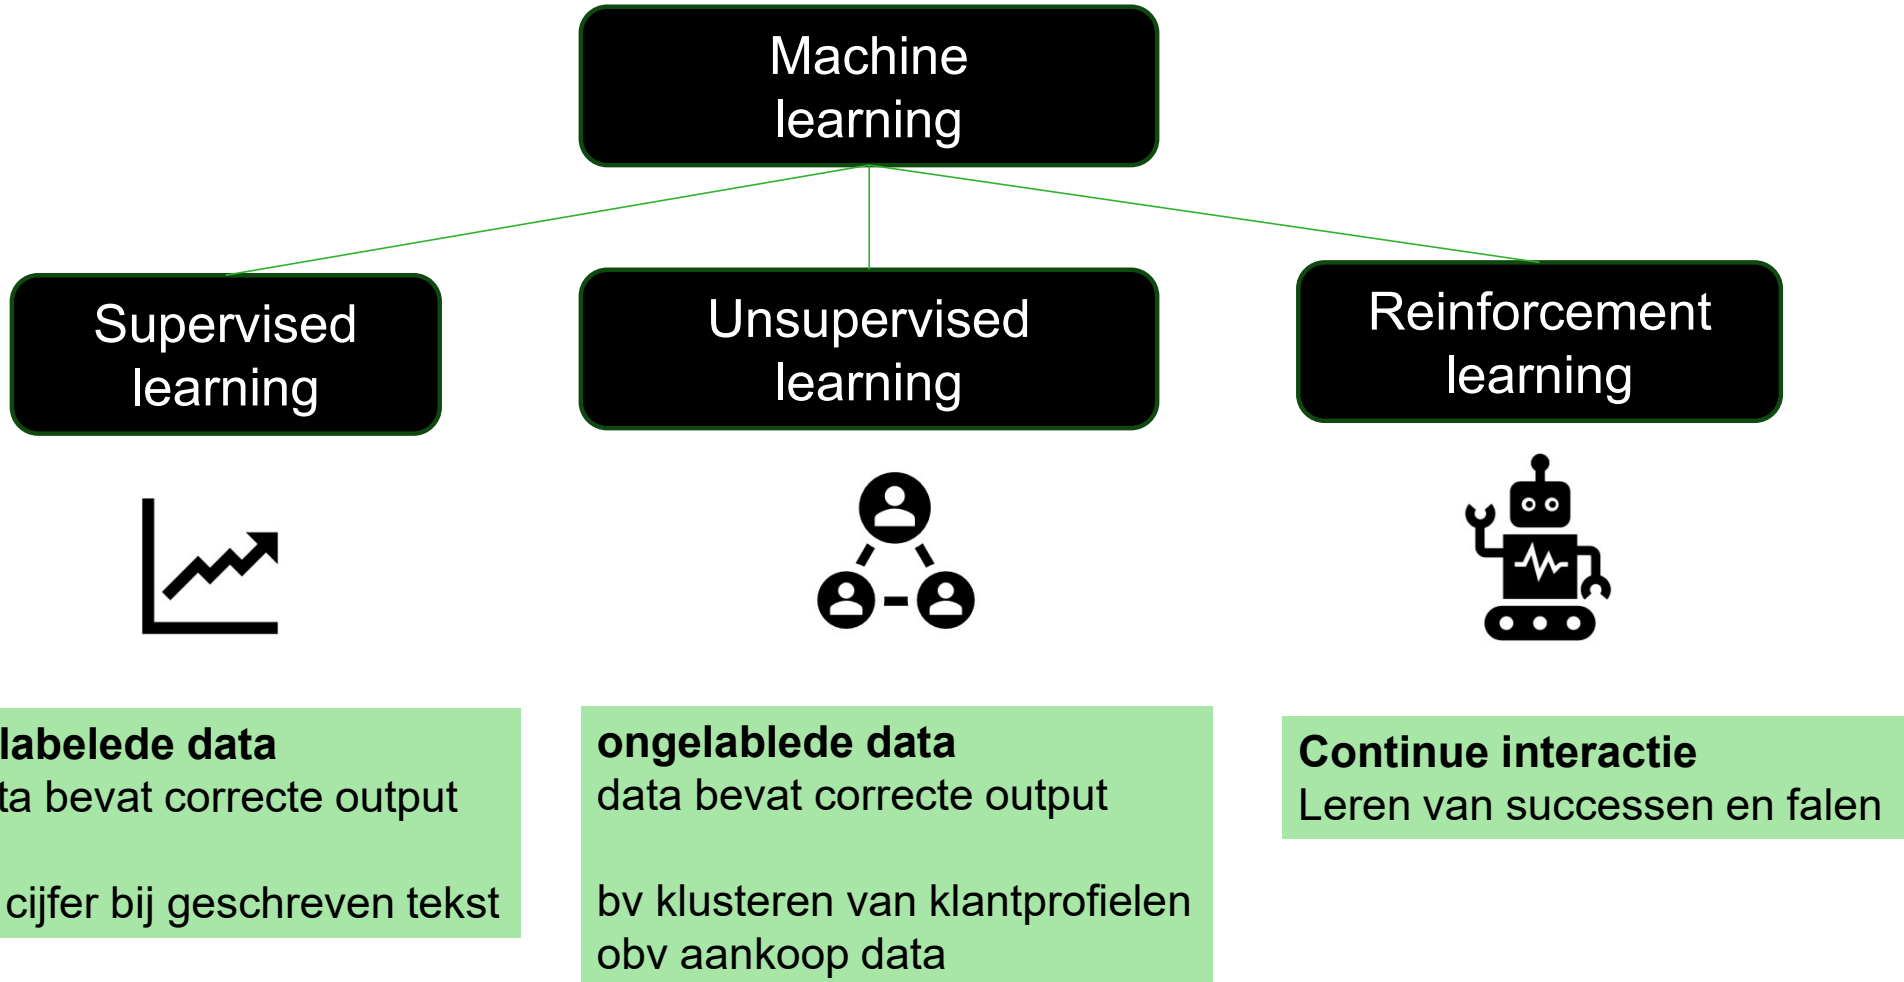 Machine
learning
Supervised
learning
Unsupervised
learning
Reinforcement
learning
labelede data
ta bevat correcte output
cijfer bij geschreven tekst
ongelablede data
data bevat correcte output
bv klusteren van klantprofielen
obv aankoop data
Continue interactie
Leren van successen en falen